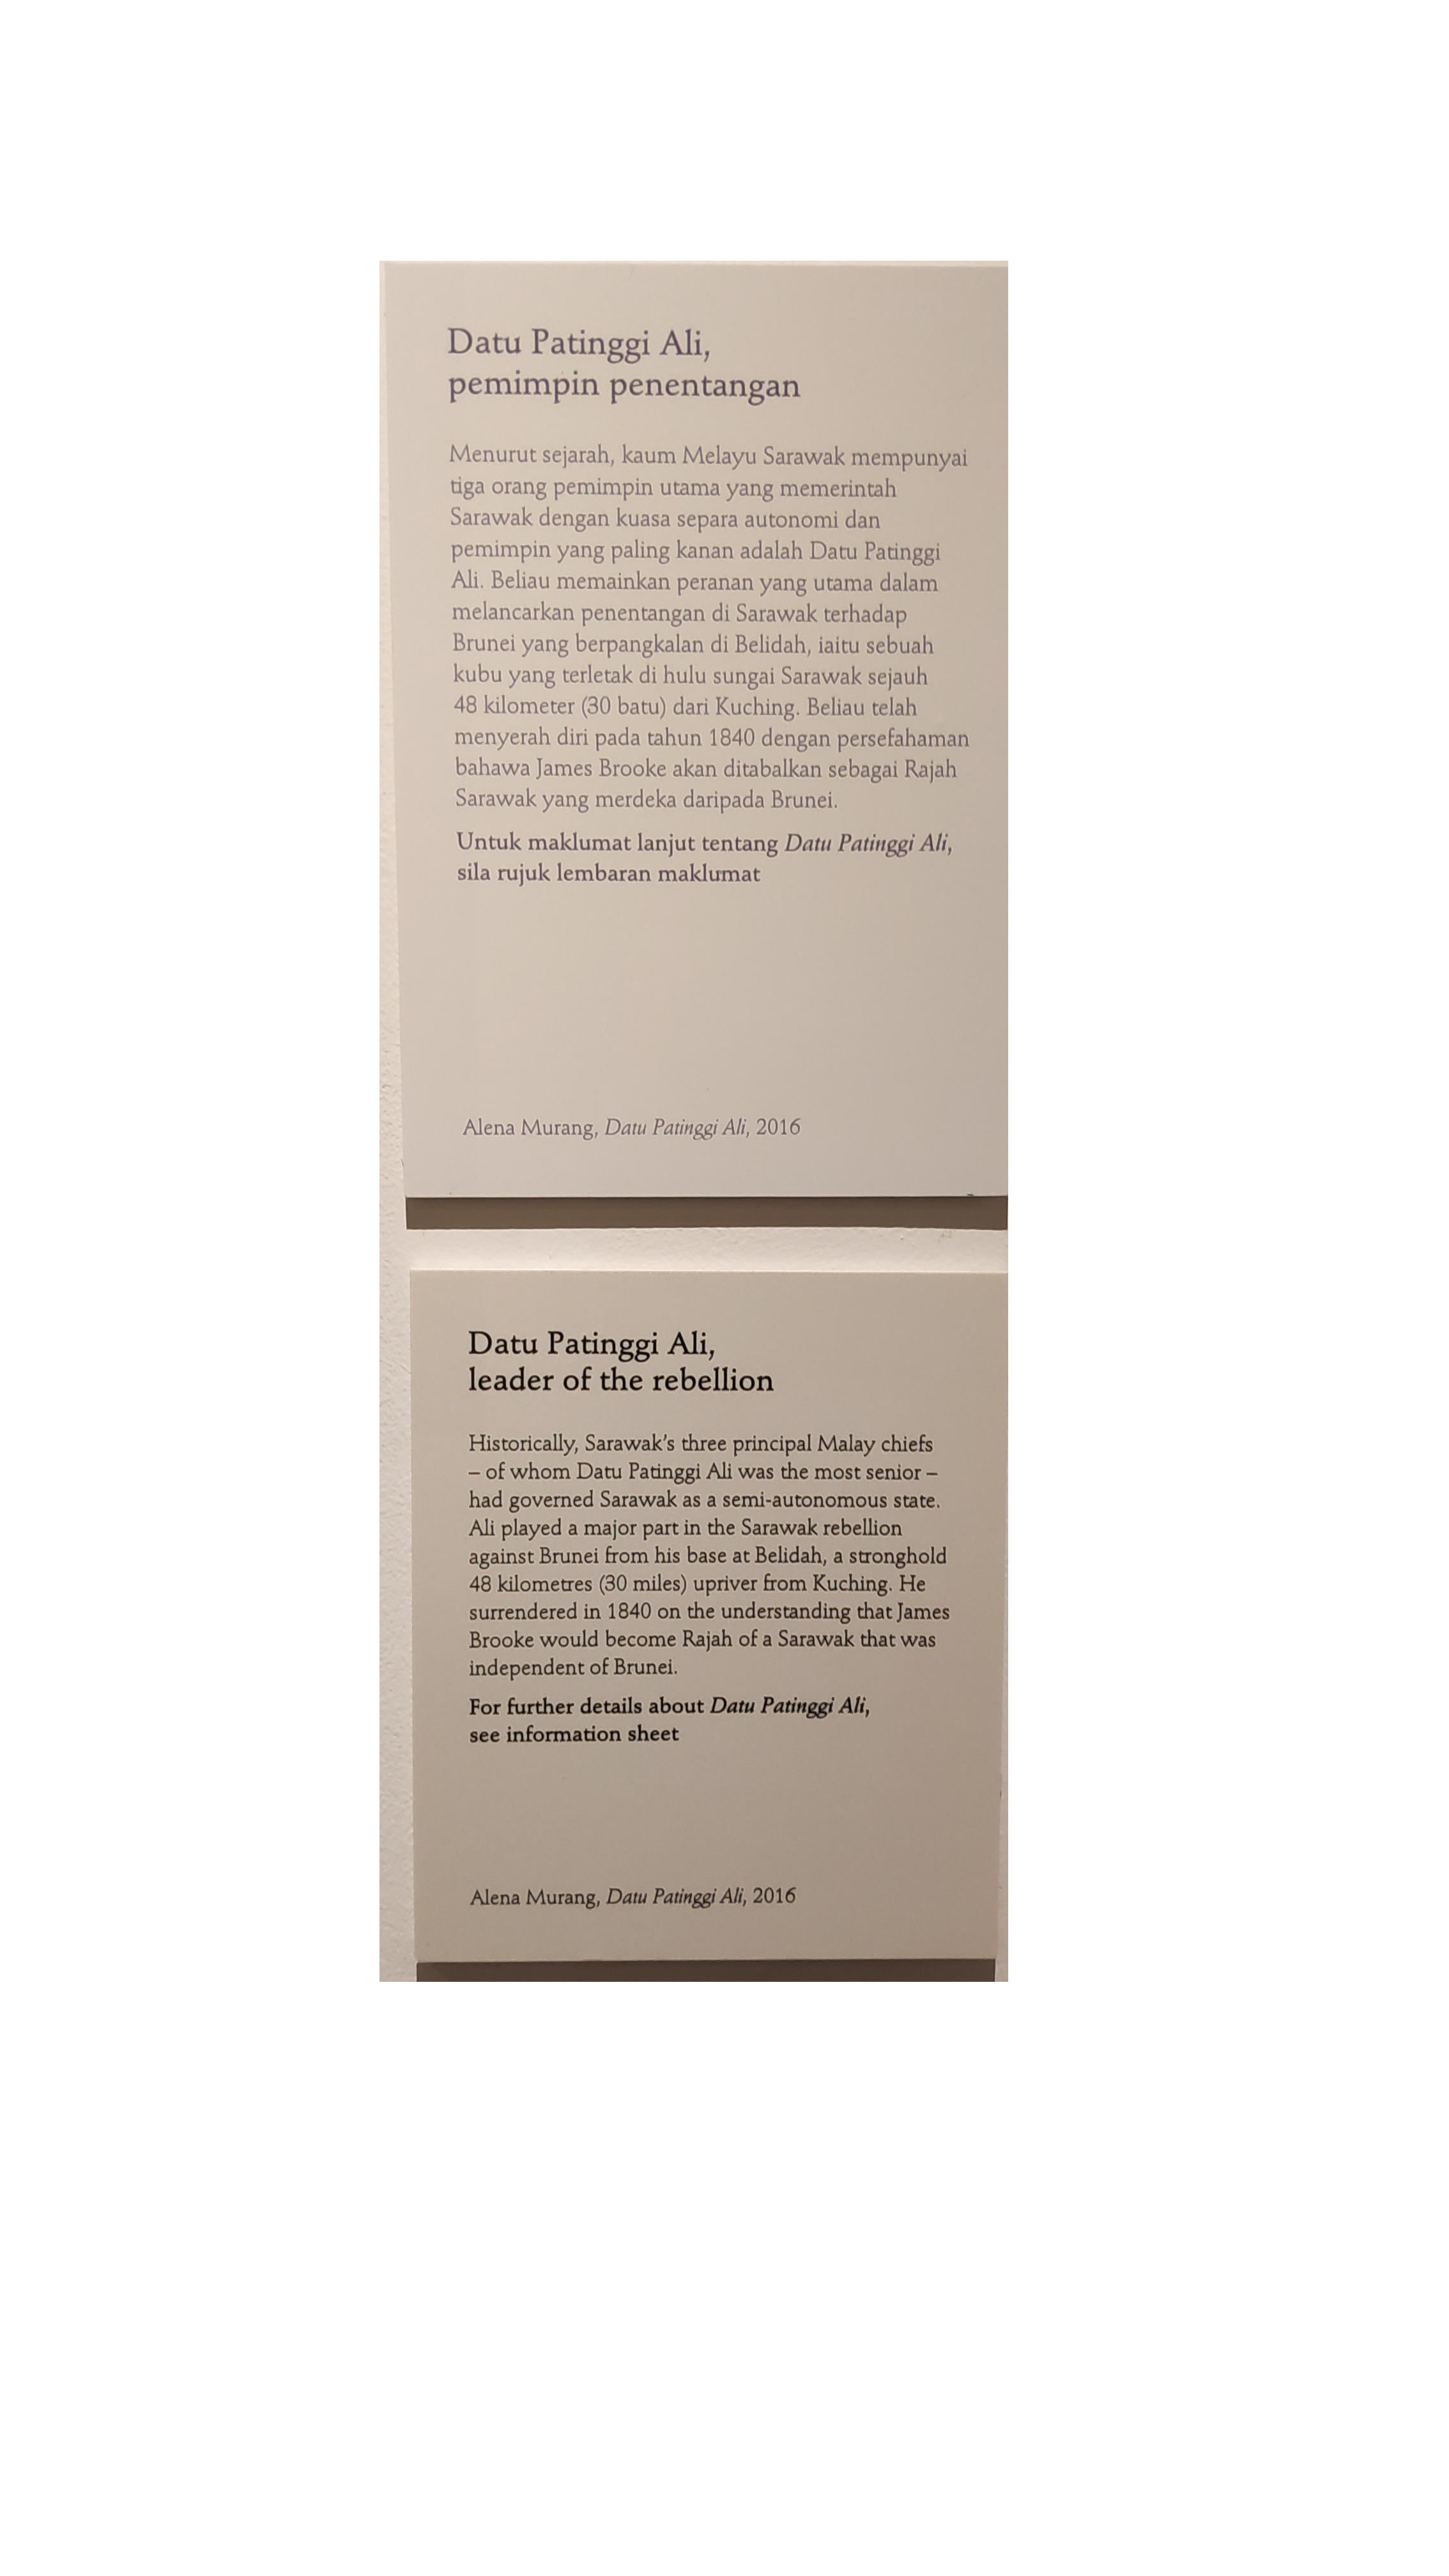 Datu Patinggi Ali,
pemimpin penentangan
Menurut sejarah, kaum Melayu Sarawak mempunyai
tiga orang pemimpin utama yang memerintah
Sarawak dengan kuasa separa autonomi dan
pemimpin yang paling kanan adalah Datu Patinggi
Ali. Beliau memainkan peranan yang utama dalam
melancarkan penentangan di Sarawak terhadap
Brunei yang berpangkalan di Belidah, iaitu sebuah
kubu yang terletak di hulu sungai Sarawak sejauh
48 kilometer (30 batu) dari Kuching. Beliau telah
menyerah diri pada tahun 1840 dengan persefahaman
bahawa James Brooke akan ditabalkan sebagai Rajah
Sarawak yang merdeka daripada Brunei.
Untuk maklumat lanjut tentang Datu Patinggi Ali,
sila rujuk lembaran maklumat
Alena Murang, Datu Patinggi Ali, 2016
Datu Patinggi Ali,
leader of the rebellion
Historically, Sarawak's three principal Malay chiefs
– of whom Datu Patinggi Ali was the most senior –
had governed Sarawak as a semi-autonomous state.
Ali played a major part in the Sarawak rebellion
against Brunei from his base at Belidah, a stronghold
48 kilometres (30 miles) upriver from Kuching. He
surrendered in 1840 on the understanding that James
Brooke would become Rajah of a Sarawak that was
independent of Brunei.
For further details about Datu Patinggi Ali,
see information sheet
Alena Murang, Datu Patinggi Ali, 2016